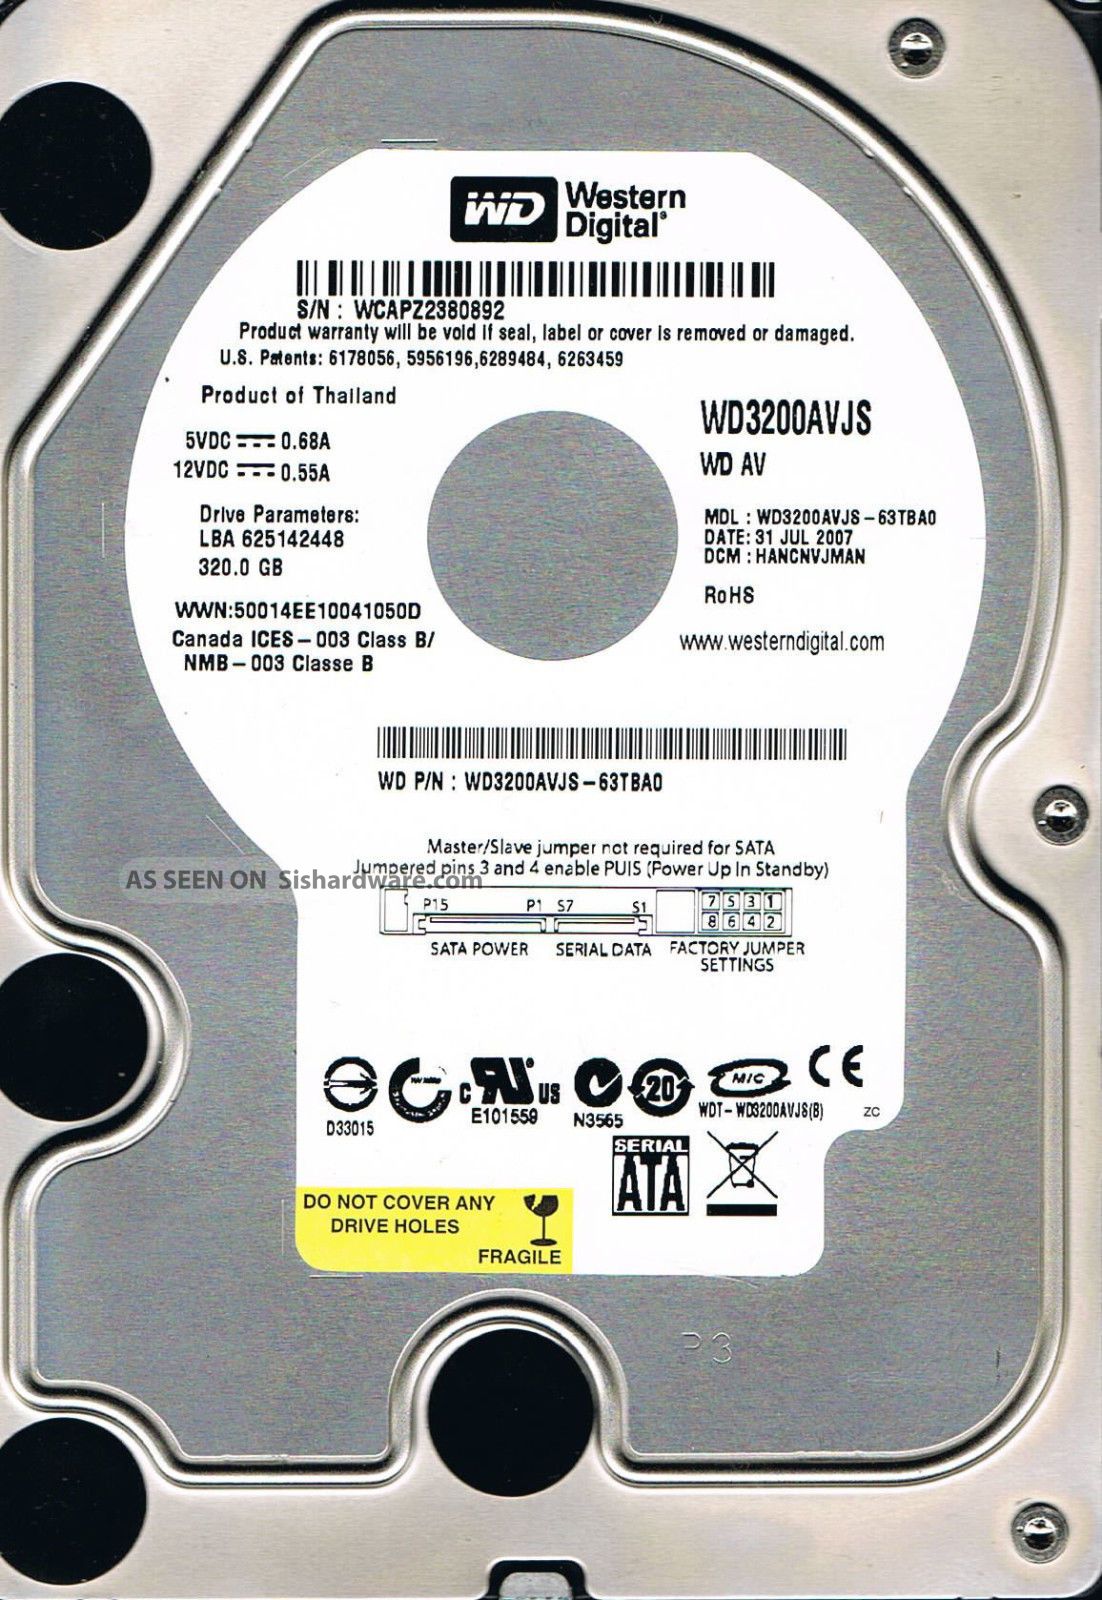 WD Western
Digital®
S/N : WCAPZ2380892
Product warranty will be void if seal, label or cover is removed or damaged.
U.S. Patents: 6178056, 5956196,6289484, 6263459
Product of Thailand
5VDC 0.68A
12VDC 0.55A
Drive Parameters:
LBA 625142448
320.0 GB
WWN:50014EE10041050D
Canada ICES-003 Class B/
NMB-003 Classe B
WD3200AVJS
WD AV
MDL : WD3200AVJS-63TBA0
DATE: 31 JUL 2007
DCM : HANCNVJMAN
RoHS
www.westerndigital.com
WD P/N : WD3200AVJS-63TBA0
Master/Slave jumper not required for SATA
Jumpered pins 3 and 4 enable PUIS (Power Up In Standby)
AS SEEN ON Sishardware.com
P15 P1 S7 S1 7 5 3 1
8 6 4 2
SATA POWER SERIAL DATA FACTORY JUMPER
SETTINGS
D33015
C US
E101559
N3565
20
MIC
WDT-WD3200AVJS(B)
CE
ZC
SERIAL
ATA
DO NOT COVER ANY
DRIVE HOLES
FRAGILE
P3